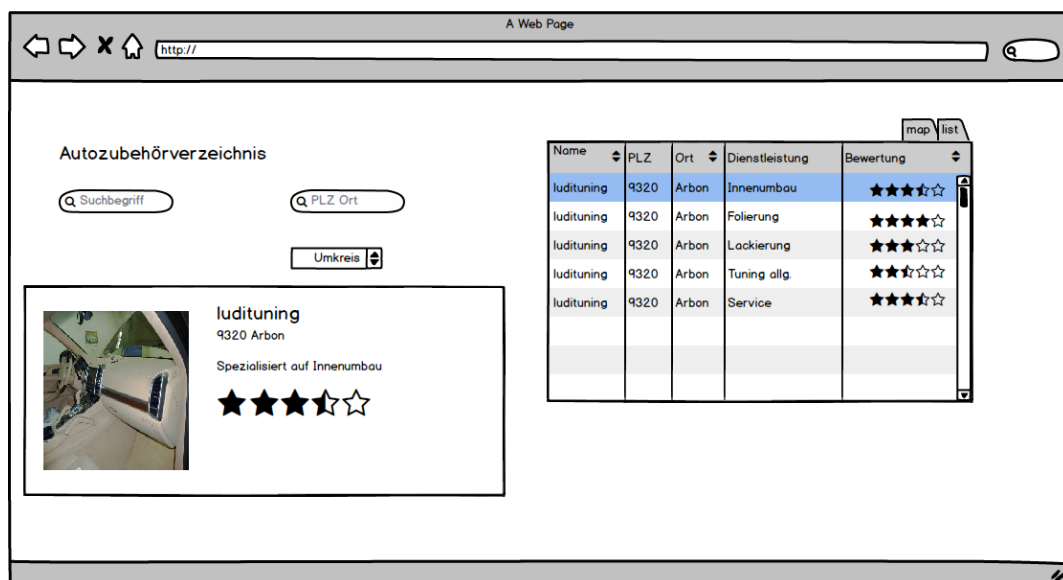 A Web Page
http://
map list
Autozubehörverzeichnis
Suchbegriff
PLZ Ort
Umkreis
ludituning
9320 Arbon
Spezialisiert auf Innenumbau
Name PLZ Ort Dienstleistung Bewertung
ludituning 9320 Arbon Innenumbau
ludituning 9320 Arbon Folierung
ludituning 9320 Arbon Lackierung
ludituning 9320 Arbon Tuning allg.
ludituning 9320 Arbon Service